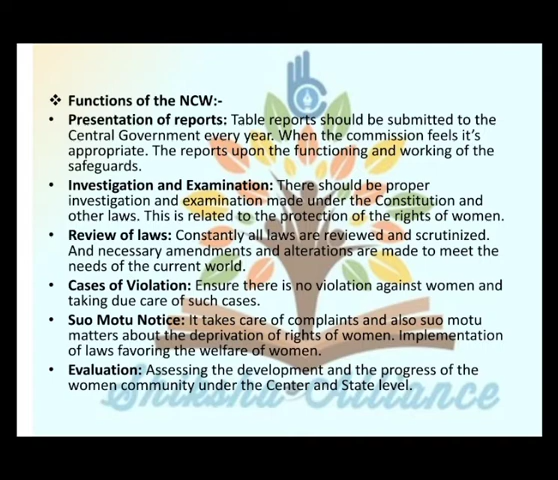 ❖ Functions of the NCW:-
• Presentation of reports: Table reports should be submitted to the
Central Government every year. When the commission feels it's
appropriate. The reports upon the functioning and working of the
safeguards.
• Investigation and Examination: There should be proper
investigation and examination made under the Constitution and
other laws. This is related to the protection of the rights of women.
• Review of laws: Constantly all laws are reviewed and scrutinized.
And necessary amendments and alterations are made to meet the
needs of the current world.
• Cases of Violation: Ensure there is no violation against women and
taking due care of such cases.
• Suo Motu Notice: It takes care of complaints and also suo motu
matters about the deprivation of rights of women. Implementation
of laws favoring the welfare of women.
• Evaluation: Assessing the development and the progress of the
women community under the Center and State level.
Shiksha Alliance